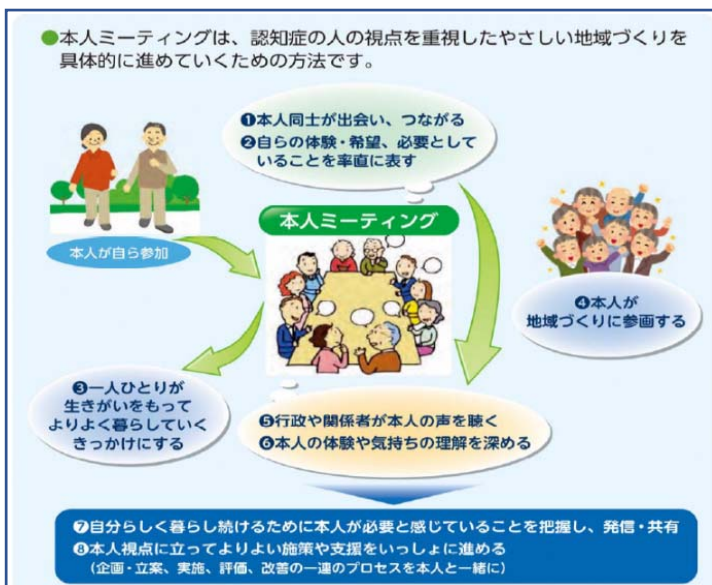 ●本人ミーティングは、認知症の人の視点を重視したやさしい地域づくりを
具体的に進めていくための方法です。
❶本人同士が出会い、つながる
❷自らの体験・希望、必要として
いることを率直に表す
本人が自ら参加
本人ミーティング
❹本人が
地域づくりに参画する
❸一人ひとりが
生きがいをもって
よりよく暮らしていく
きっかけにする
❺行政や関係者が本人の声を聴く
❻本人の体験や気持ちの理解を深める
❼自分らしく暮らし続けるために本人が必要と感じていることを把握し、発信・共有
❽本人視点に立ってよりよい施策や支援をいっしょに進める
(企画・立案、実施、評価、改善の一連のプロセスを本人と一緒に)